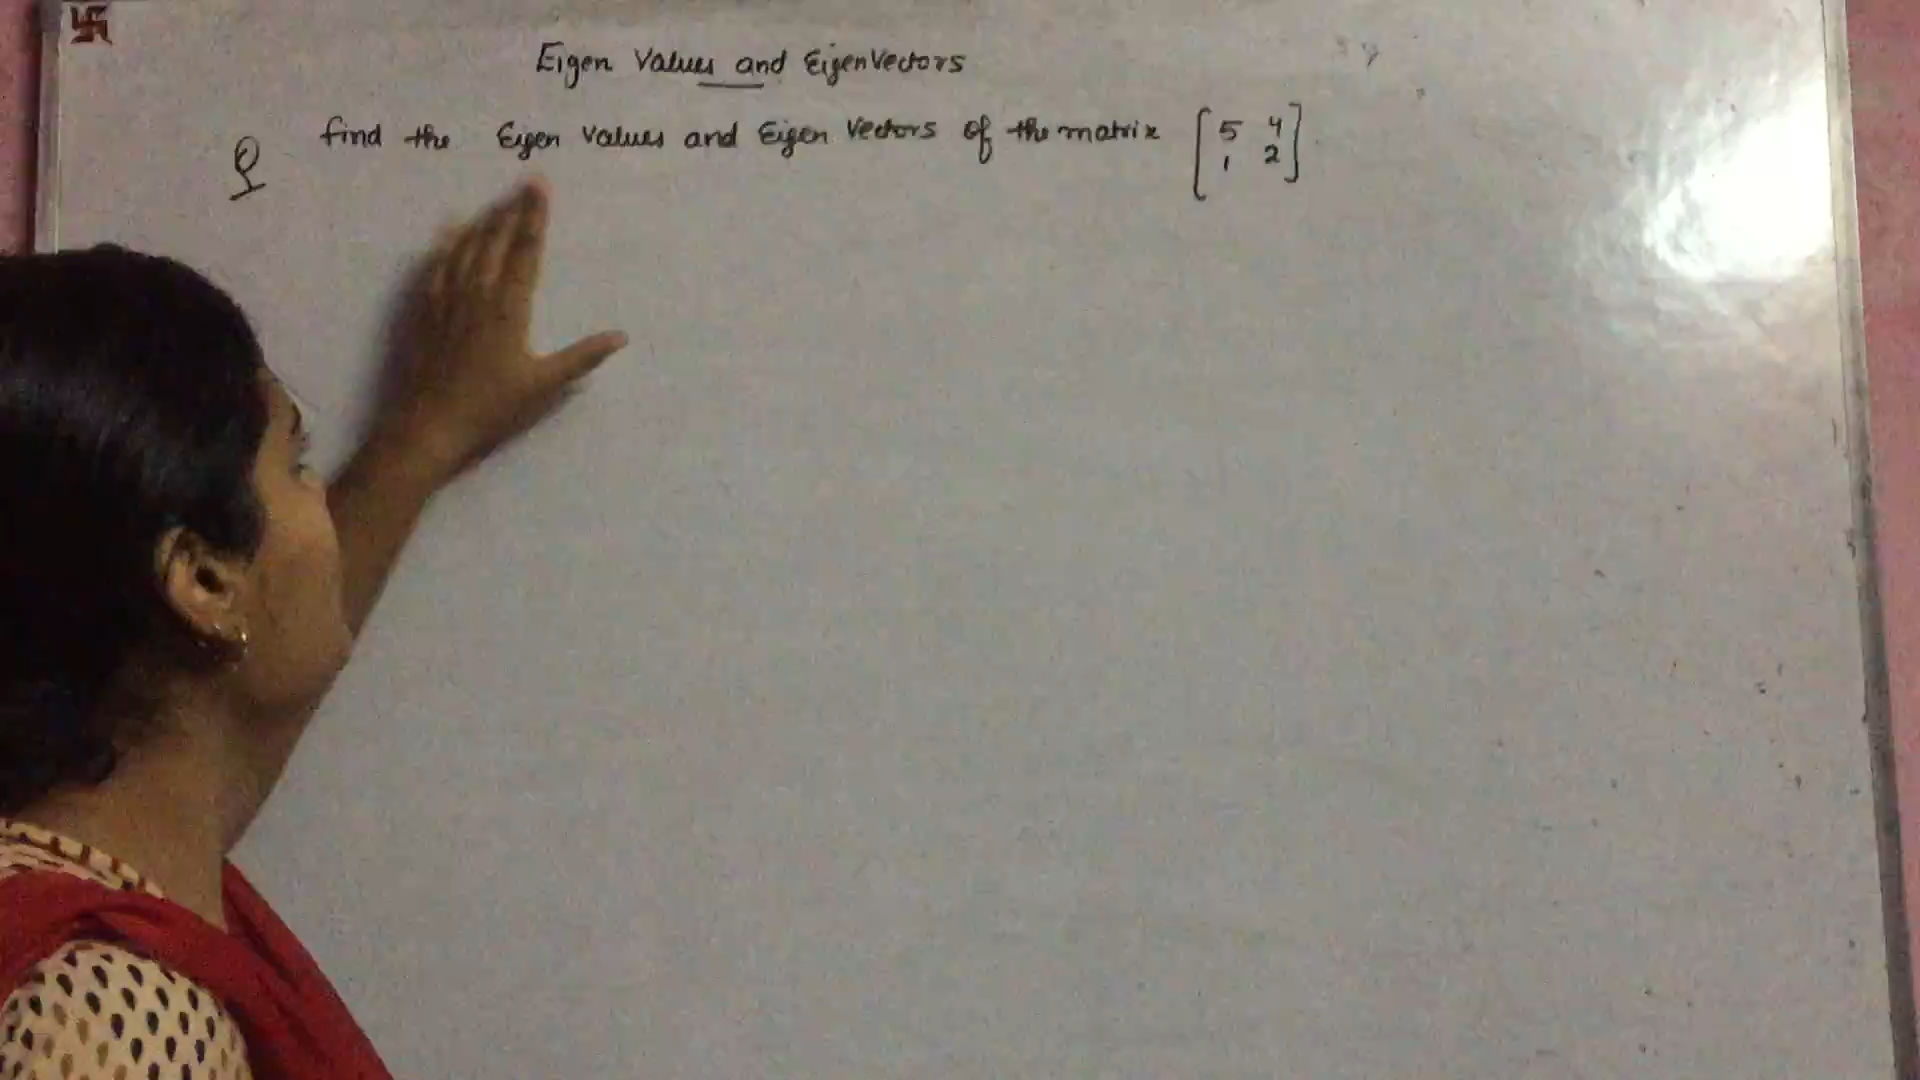 Eigen Values and EigenVectors
Q find the Eigen Values and Eigen Vectors of the matrix [5 4
1 2]